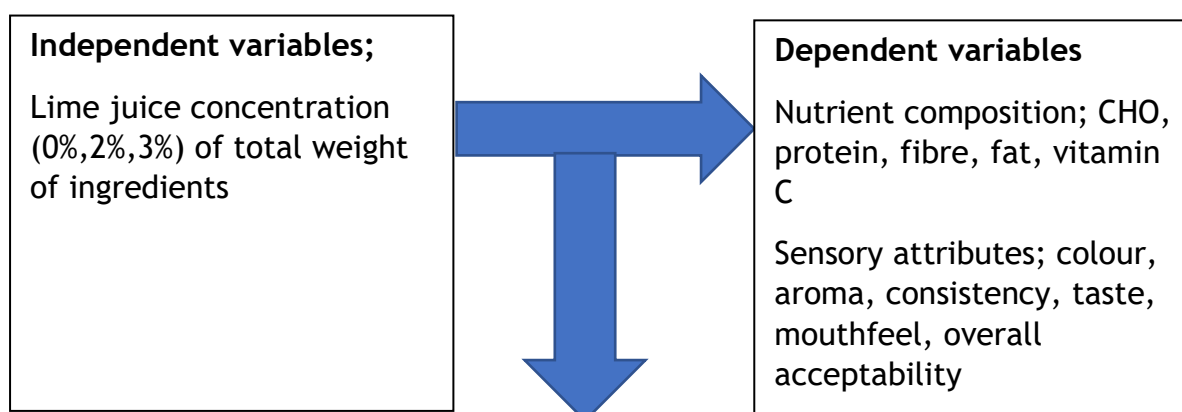 Independent variables;
Lime juice concentration
(0%,2%,3%) of total weight
of ingredients
Dependent variables
Nutrient composition; CHO,
protein, fibre, fat, vitamin
C
Sensory attributes; colour,
aroma, consistency, taste,
mouthfeel, overall
acceptability